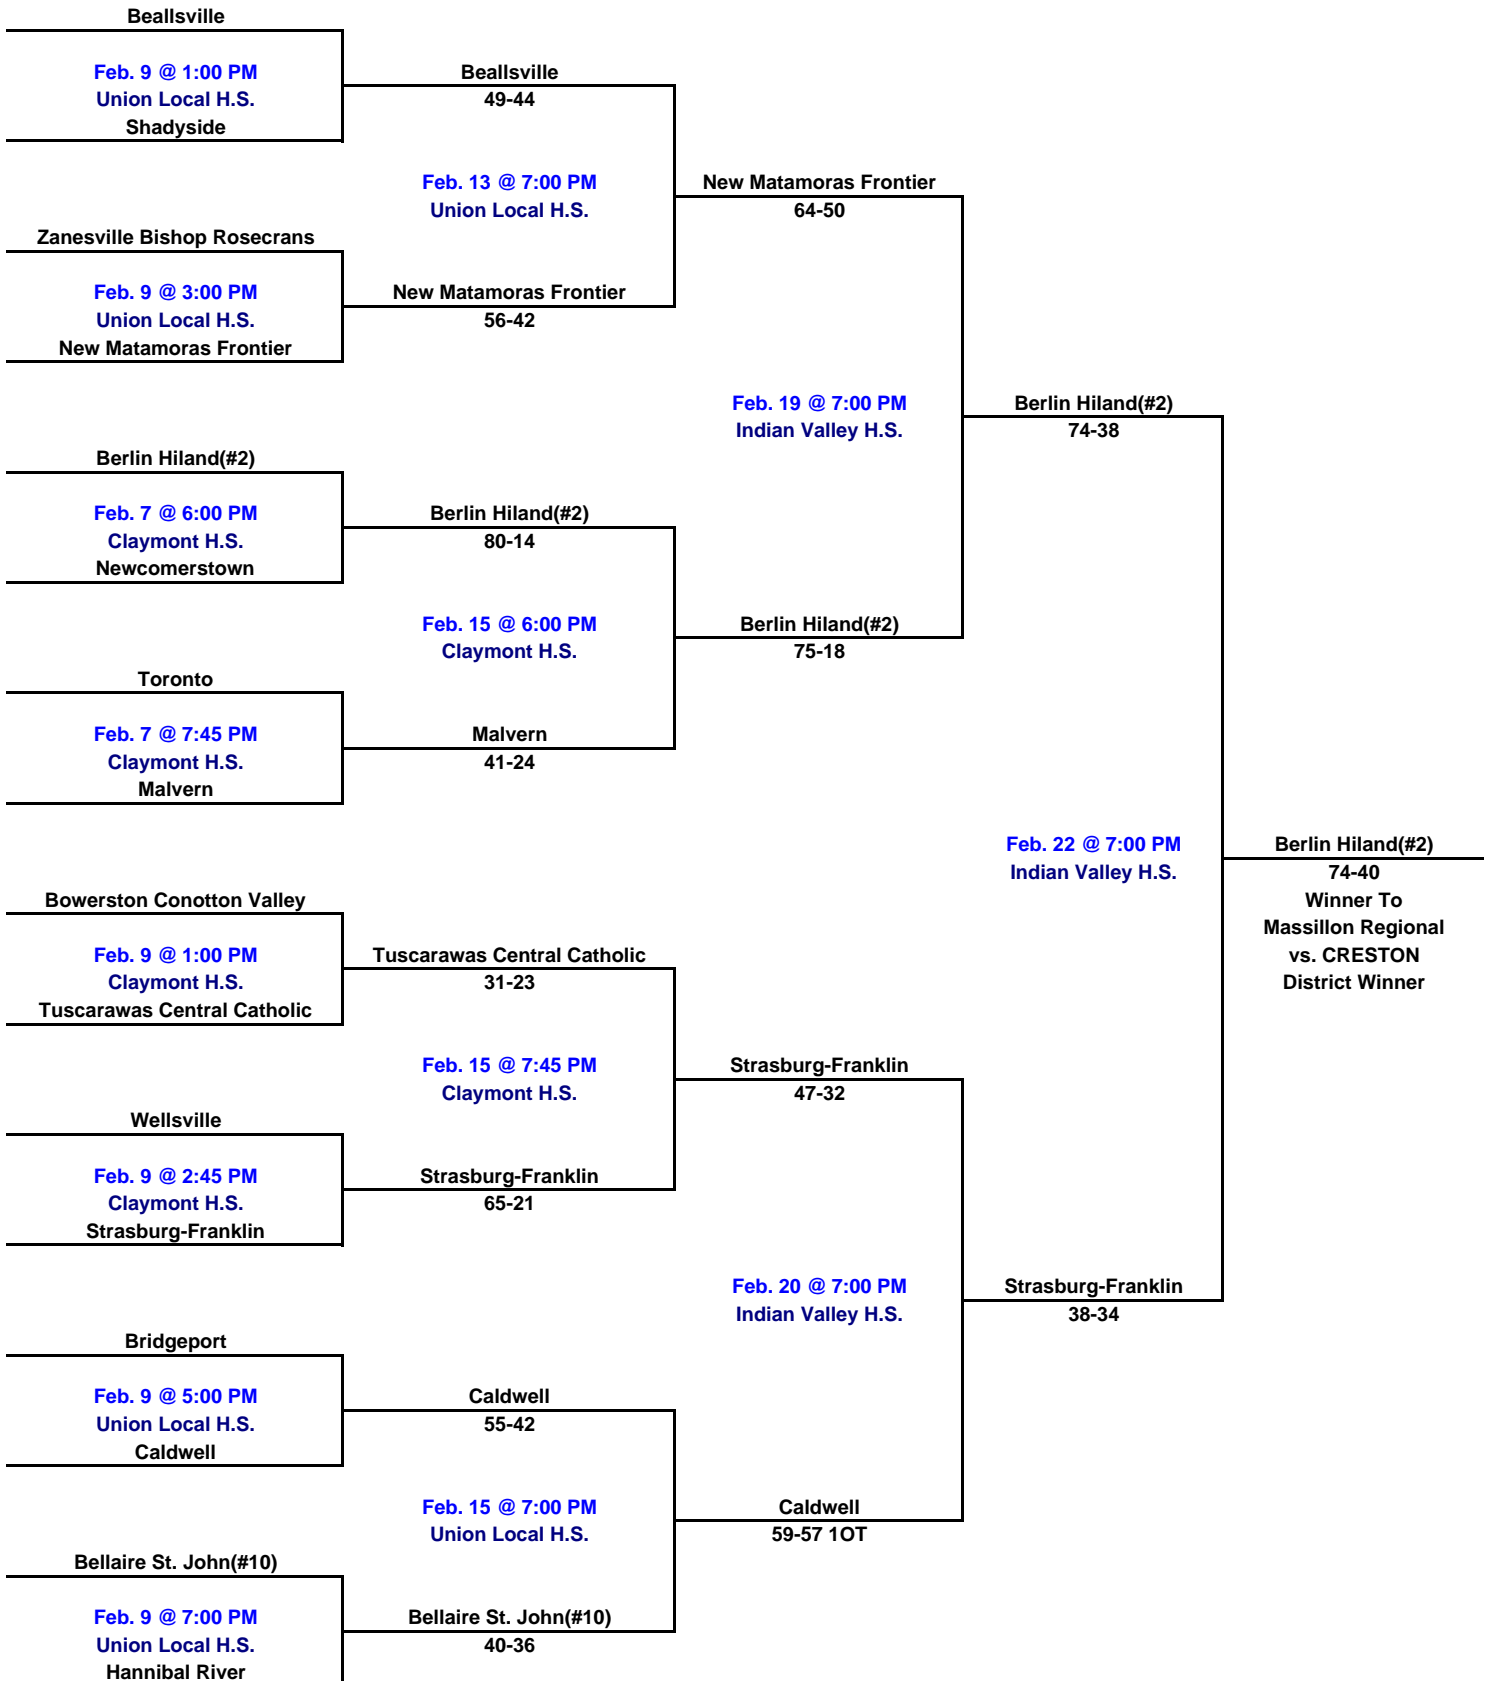 Beallsville
Feb. 9 @ 1:00 PM
Union Local H.S.
Shadyside
Beallsville
49-44
Feb. 13 @ 7:00 PM
Union Local H.S.
New Matamoras Frontier
64-50
Zanesville Bishop Rosecrans
Feb. 9 @ 3:00 PM
Union Local H.S.
New Matamoras Frontier
New Matamoras Frontier
56-42
Feb. 19 @ 7:00 PM
Indian Valley H.S.
Berlin Hiland(#2)
74-38
Berlin Hiland(#2)
Feb. 7 @ 6:00 PM
Claymont H.S.
Newcomerstown
Berlin Hiland(#2)
80-14
Feb. 15 @ 6:00 PM
Claymont H.S.
Berlin Hiland(#2)
75-18
Toronto
Feb. 7 @ 7:45 PM
Claymont H.S.
Malvern
Malvern
41-24
Feb. 22 @ 7:00 PM
Indian Valley H.S.
Berlin Hiland(#2)
74-40
Winner To
Massillon Regional
vs. CRESTON
District Winner
Bowerston Conotton Valley
Feb. 9 @ 1:00 PM
Claymont H.S.
Tuscarawas Central Catholic
Tuscarawas Central Catholic
31-23
Feb. 15 @ 7:45 PM
Claymont H.S.
Strasburg-Franklin
47-32
Wellsville
Feb. 9 @ 2:45 PM
Claymont H.S.
Strasburg-Franklin
Strasburg-Franklin
65-21
Feb. 20 @ 7:00 PM
Indian Valley H.S.
Strasburg-Franklin
38-34
Bridgeport
Feb. 9 @ 5:00 PM
Union Local H.S.
Caldwell
Caldwell
55-42
Feb. 15 @ 7:00 PM
Union Local H.S.
Caldwell
59-57 1OT
Bellaire St. John(#10)
Feb. 9 @ 7:00 PM
Union Local H.S.
Hannibal River
Bellaire St. John(#10)
40-36